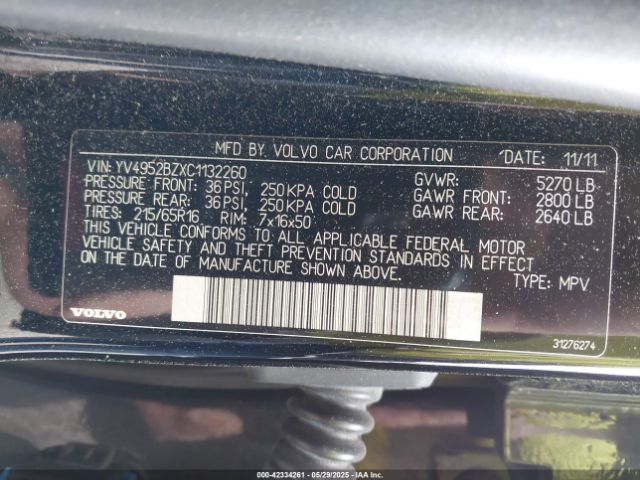 MFD BY VOLVO CAR CORPORATION DATE: 11/11
VIN: YV4952BZXC1132260 GVWR: 5270 LB
PRESSURE FRONT: 36 PSI, 250 KPA COLD GAWR FRONT: 2800 LB
PRESSURE REAR: 36 PSI, 250 KPA COLD GAWR REAR: 2640 LB
TIRES: 215/65R16 RIM: 7x16x50
THIS VEHICLE CONFORMS TO ALL APPLICABLE FEDERAL MOTOR
VEHICLE SAFETY AND THEFT PREVENTION STANDARDS IN EFFECT
ON THE DATE OF MANUFACTURE SHOWN ABOVE.
TYPE: MPV
VOLVO
31276274
000-42334261 - 05/29/2025 - IAAI.com